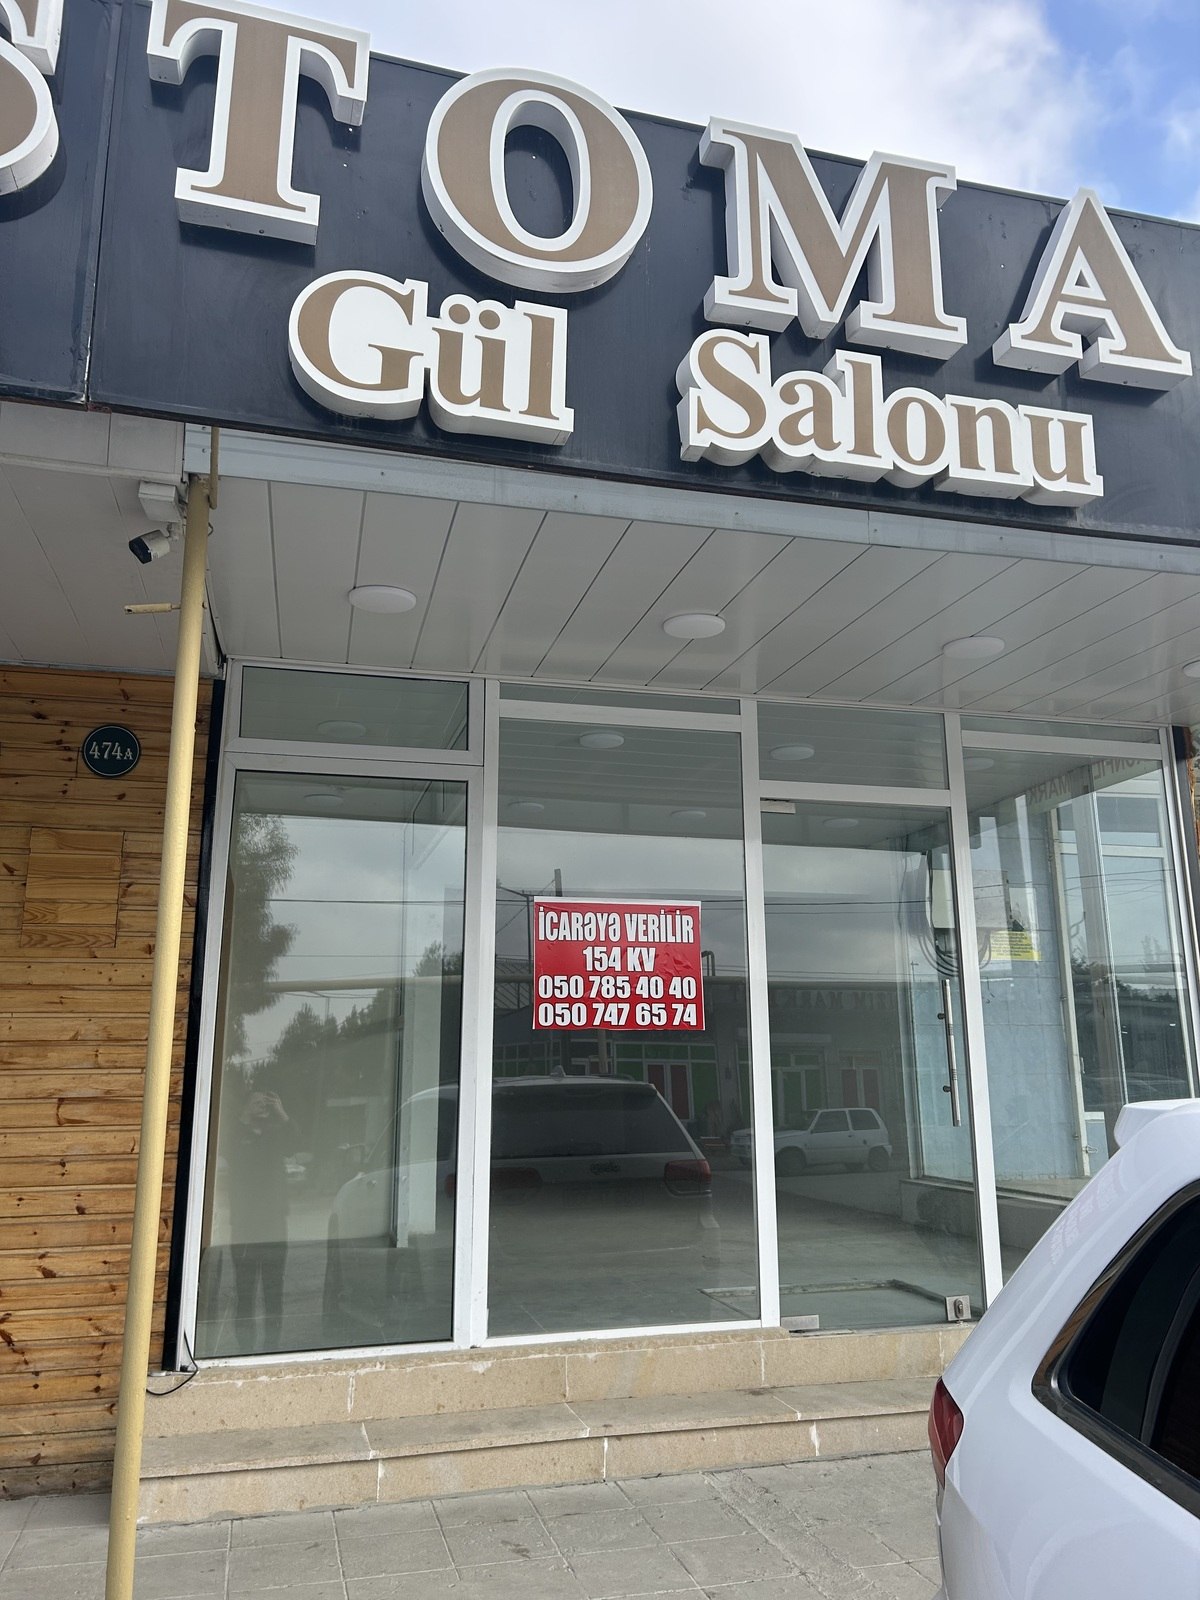 STOMA
Gül Salonu
474A
İCARƏYƏ VERİLİR
154 KV
050 785 40 40
050 747 65 74